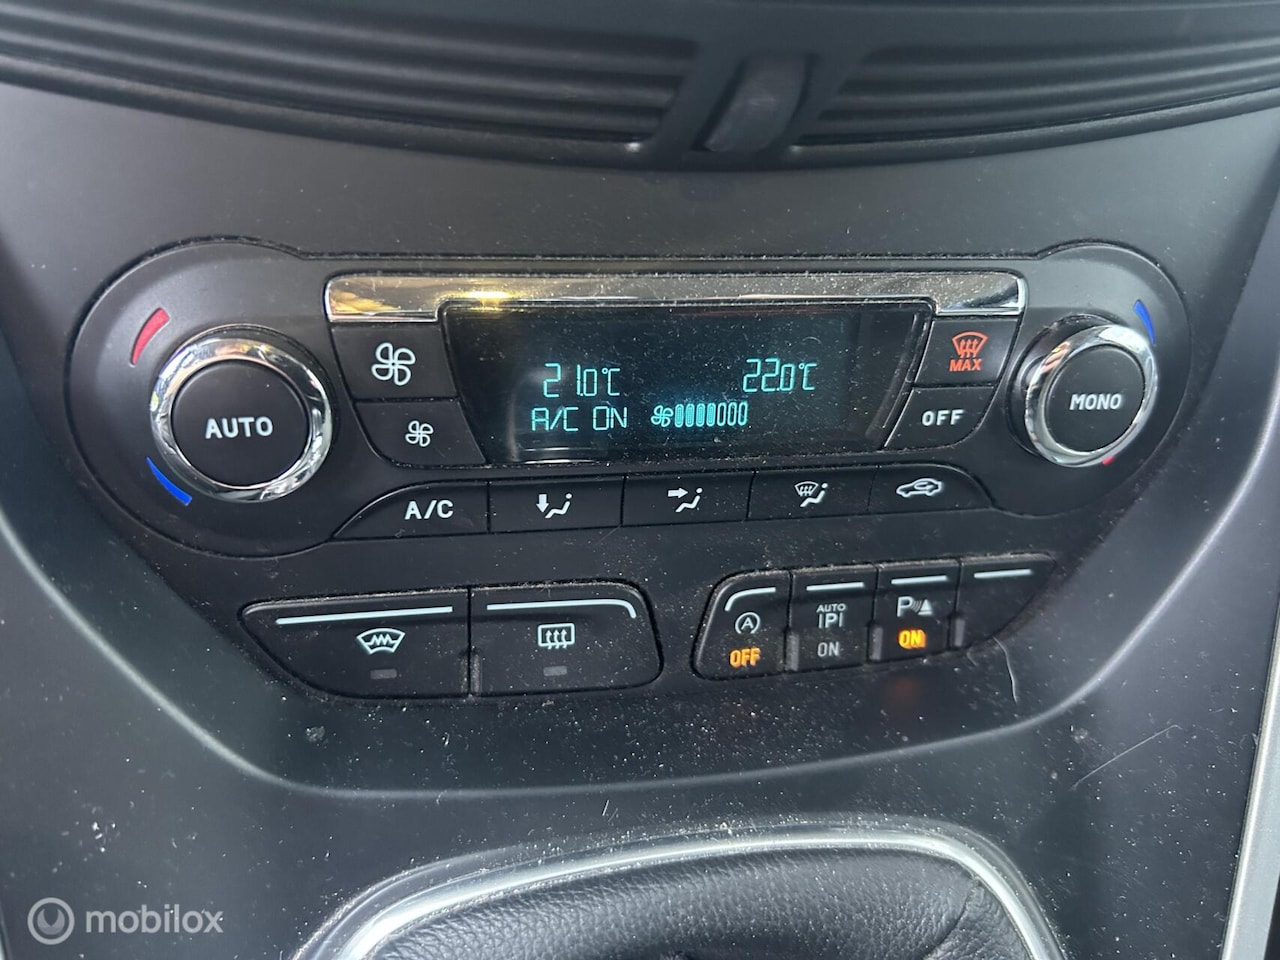 21.0°C 22.0°C
A/C ON
AUTO
MAX
OFF
MONO
A/C
A
OFF
AUTO
P
ON
P
ON
mobilox